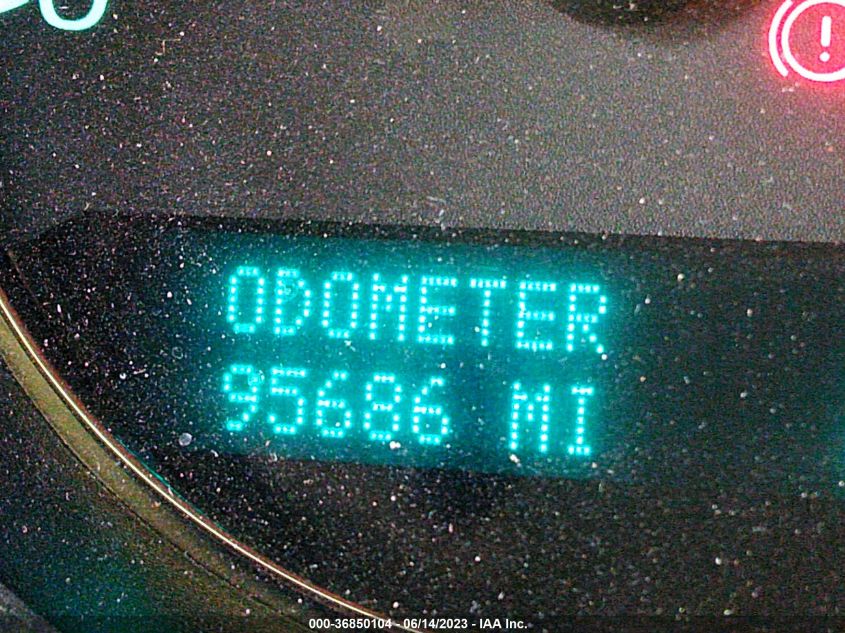 ODOMETER
95686 MI
000-36850104 - 06/14/2023 - IAA Inc.